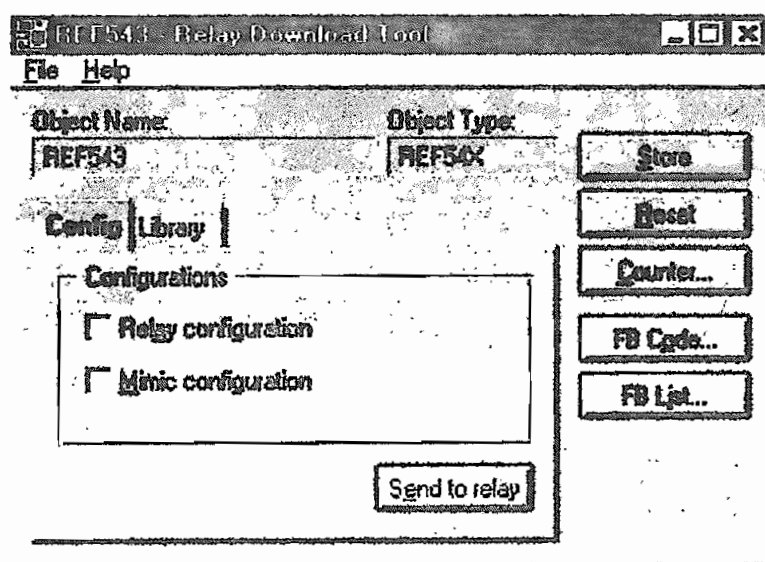 REF543 - Relay Download Tool
File Help
Object Name: Object Type:
REF543 REF54X Store
Config Library Reset
Configurations Counter...
Relay configuration FB Code...
Mimic configuration FB List...
Send to relay